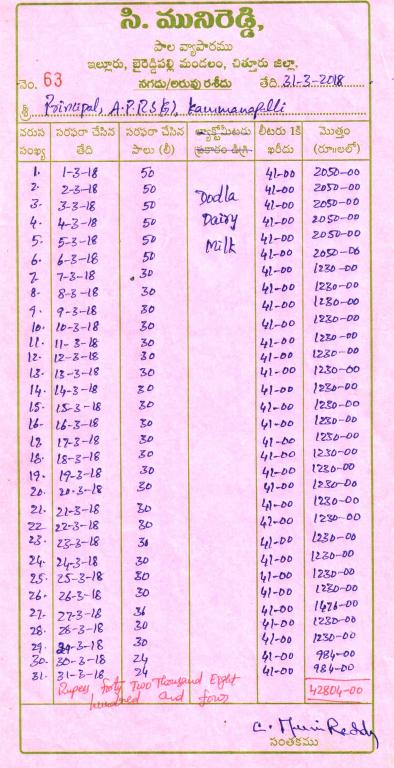 సి. మునిరెడ్డి,
పాల వ్యాపారము
ఇల్లూరు, బైరెడ్డిపల్లి మండలం, చిత్తూరు జిల్లా.
నెం. 63 నగదు/అరువు రశీదు తేది. 31-3-2018
శ్రీ Principal, A.P.R.S(G), Kammanapalli
వరుస సరఫరా చేసిన సరఫరా చేసిన లీటరు 1కి మొత్తం
సంఖ్య తేది పాలు (లీ) ప్రకారం డిగ్రి ఖరీదు (రూ॥లలో)
1. 1-3-18 50 41-00 2050-00
2. 2-3-18 50 41-00 2050-00
3. 3-3-18 50 Dodla 41-00 2050-00
4. 4-3-18 50 Dairy 41-00 2050-00
5. 5-3-18 50 Milk 41-00 2050-00
6. 6-3-18 50 41-00 2050-00
7. 7-3-18 30 41-00 1230-00
8. 8-3-18 30 41-00 1230-00
9. 9-3-18 30 41-00 1230-00
10. 10-3-18 30 41-00 1230-00
11. 11-3-18 30 41-00 1230-00
12. 12-3-18 30 41-00 1230-00
13. 13-3-18 30 41-00 1230-00
14. 14-3-18 30 41-00 1230-00
15. 15-3-18 30 41-00 1230-00
16. 16-3-18 30 41-00 1230-00
17. 17-3-18 30 41-00 1230-00
18. 18-3-18 30 41-00 1230-00
19. 19-3-18 30 41-00 1230-00
20. 20-3-18 30 41-00 1230-00
21. 21-3-18 30 41-00 1230-00
22 22-3-18 30 41-00 1230-00
23. 23-3-18 30 41-00 1230-00
24. 24-3-18 30 41-00 1230-00
25. 25-3-18 30 41-00 1230-00
26. 26-3-18 30 41-00 1230-00
27. 27-3-18 36 41-00 1476-00
28. 28-3-18 30 41-00 1230-00
29. 29-3-18 30 41-00 1230-00
30. 30-3-18 24 41-00 984-00
31. 31-3-18 24 41-00 984-00
Rupees forty Two Thousand Eight 42804-00
hundred and four
C. Muni Reddy
సంతకము